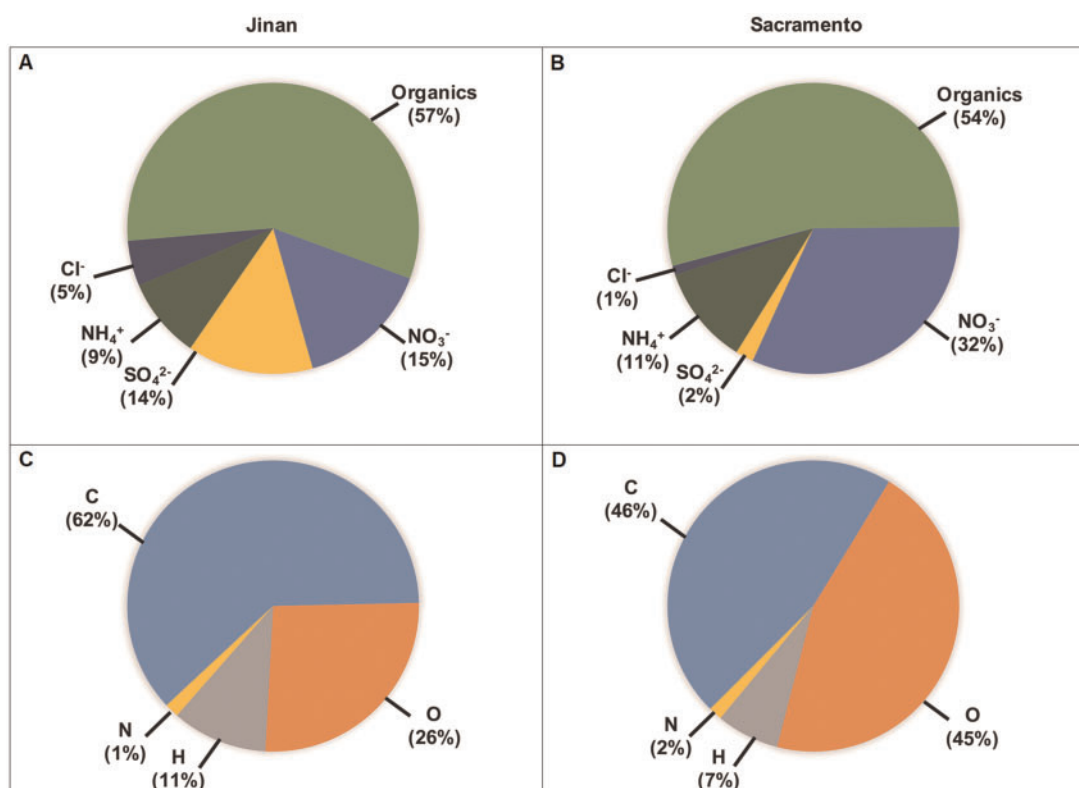 Jinan
Sacramento
A
Organics
(57%)
Cl⁻
(5%)
NH₄⁺
(9%)
SO₄²⁻
(14%)
NO₃⁻
(15%)
B
Organics
(54%)
Cl⁻
(1%)
NH₄⁺
(11%)
SO₄²⁻
(2%)
NO₃⁻
(32%)
C
C
(62%)
N
(1%)
H
(11%)
O
(26%)
D
C
(46%)
N
(2%)
H
(7%)
O
(45%)